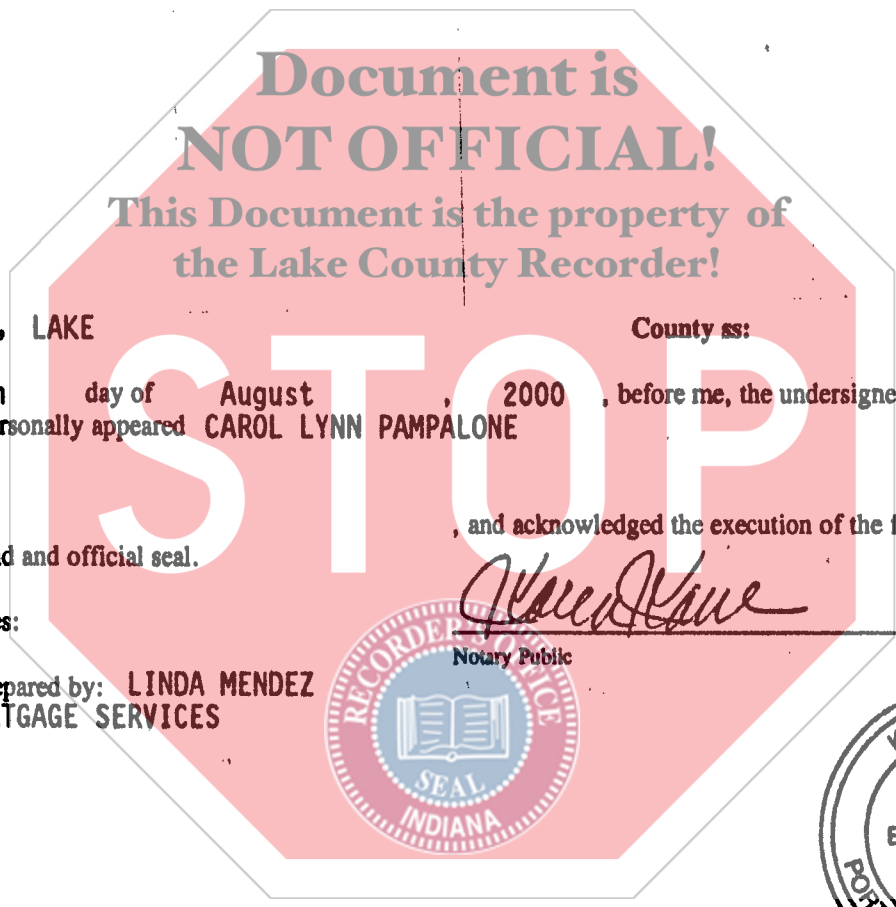 Document is
NOT OFFICIAL!
This Document is the property of
the Lake County Recorder!
STOP
, LAKE County ss:
day of August , 2000 , before me, the undersigne
rsonally appeared CAROL LYNN PAMPALONE
, and acknowledged the execution of the f
d and official seal.
es:
Notary Public
epared by: LINDA MENDEZ
TGAGE SERVICES
RECORDER'S OFFICE
SEAL
INDIANA